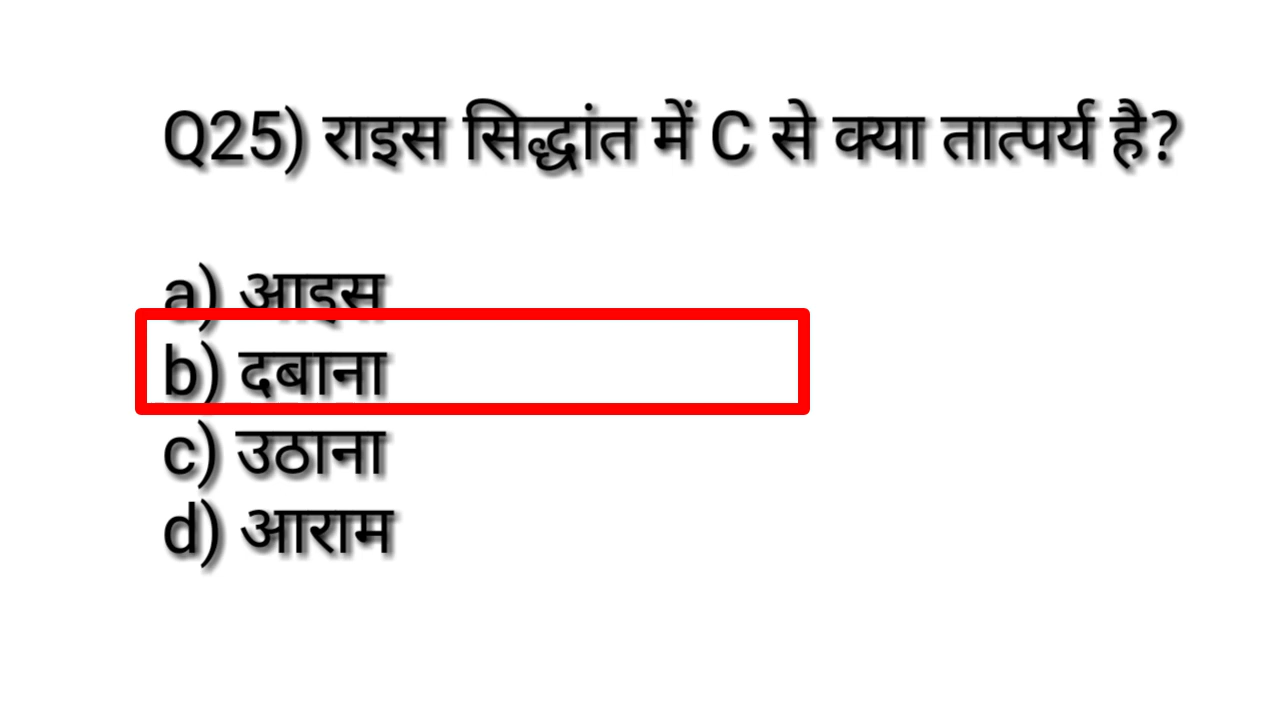 Q25) राइस सिद्धांत में C से क्या तात्पर्य है?
a) आइस
b) दबाना
c) उठाना
d) आराम